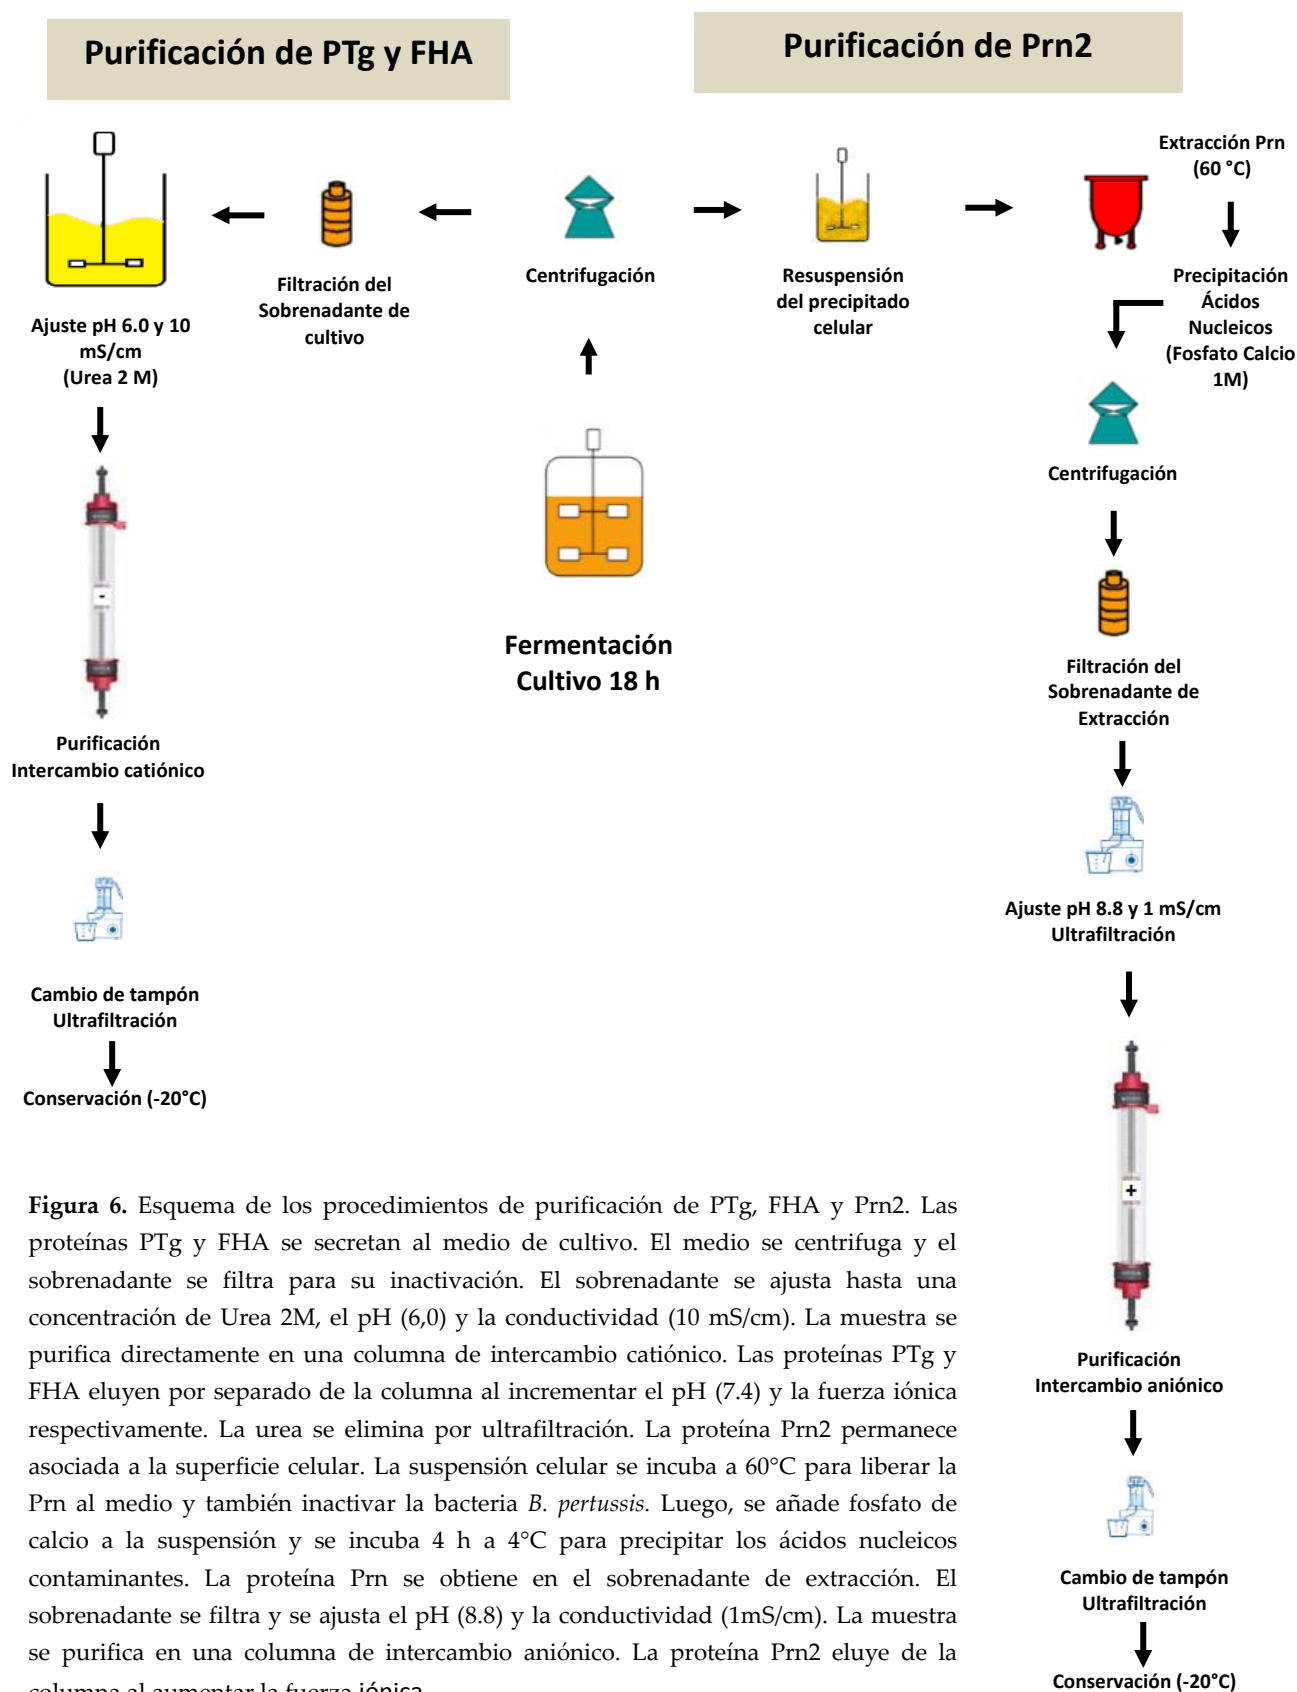 Purificación de PTg y FHA
Purificación de Prn2
Extracción Prn
(60 °C)
Precipitación
Ácidos
Nucleicos
(Fosfato Calcio
1M)
Resuspensión
del precipitado
celular
Centrifugación
Filtración del
Sobrenadante de
cultivo
Ajuste pH 6.0 y 10
mS/cm
(Urea 2 M)
-
Purificación
Intercambio catiónico
Cambio de tampón
Ultrafiltración
Conservación (-20°C)
Fermentación
Cultivo 18 h
Centrifugación
Filtración del
Sobrenadante de
Extracción
Ajuste pH 8.8 y 1 mS/cm
Ultrafiltración
+
Purificación
Intercambio aniónico
Cambio de tampón
Ultrafiltración
Conservación (-20°C)
Figura 6. Esquema de los procedimientos de purificación de PTg, FHA y Prn2. Las
proteínas PTg y FHA se secretan al medio de cultivo. El medio se centrifuga y el
sobrenadante se filtra para su inactivación. El sobrenadante se ajusta hasta una
concentración de Urea 2M, el pH (6,0) y la conductividad (10 mS/cm). La muestra se
purifica directamente en una columna de intercambio catiónico. Las proteínas PTg y
FHA eluyen por separado de la columna al incrementar el pH (7.4) y la fuerza iónica
respectivamente. La urea se elimina por ultrafiltración. La proteína Prn2 permanece
asociada a la superficie celular. La suspensión celular se incuba a 60°C para liberar la
Prn al medio y también inactivar la bacteria B. pertussis. Luego, se añade fosfato de
calcio a la suspensión y se incuba 4 h a 4°C para precipitar los ácidos nucleicos
contaminantes. La proteína Prn se obtiene en el sobrenadante de extracción. El
sobrenadante se filtra y se ajusta el pH (8.8) y la conductividad (1mS/cm). La muestra
se purifica en una columna de intercambio aniónico. La proteína Prn2 eluye de la
columna al aumentar la fuerza iónica